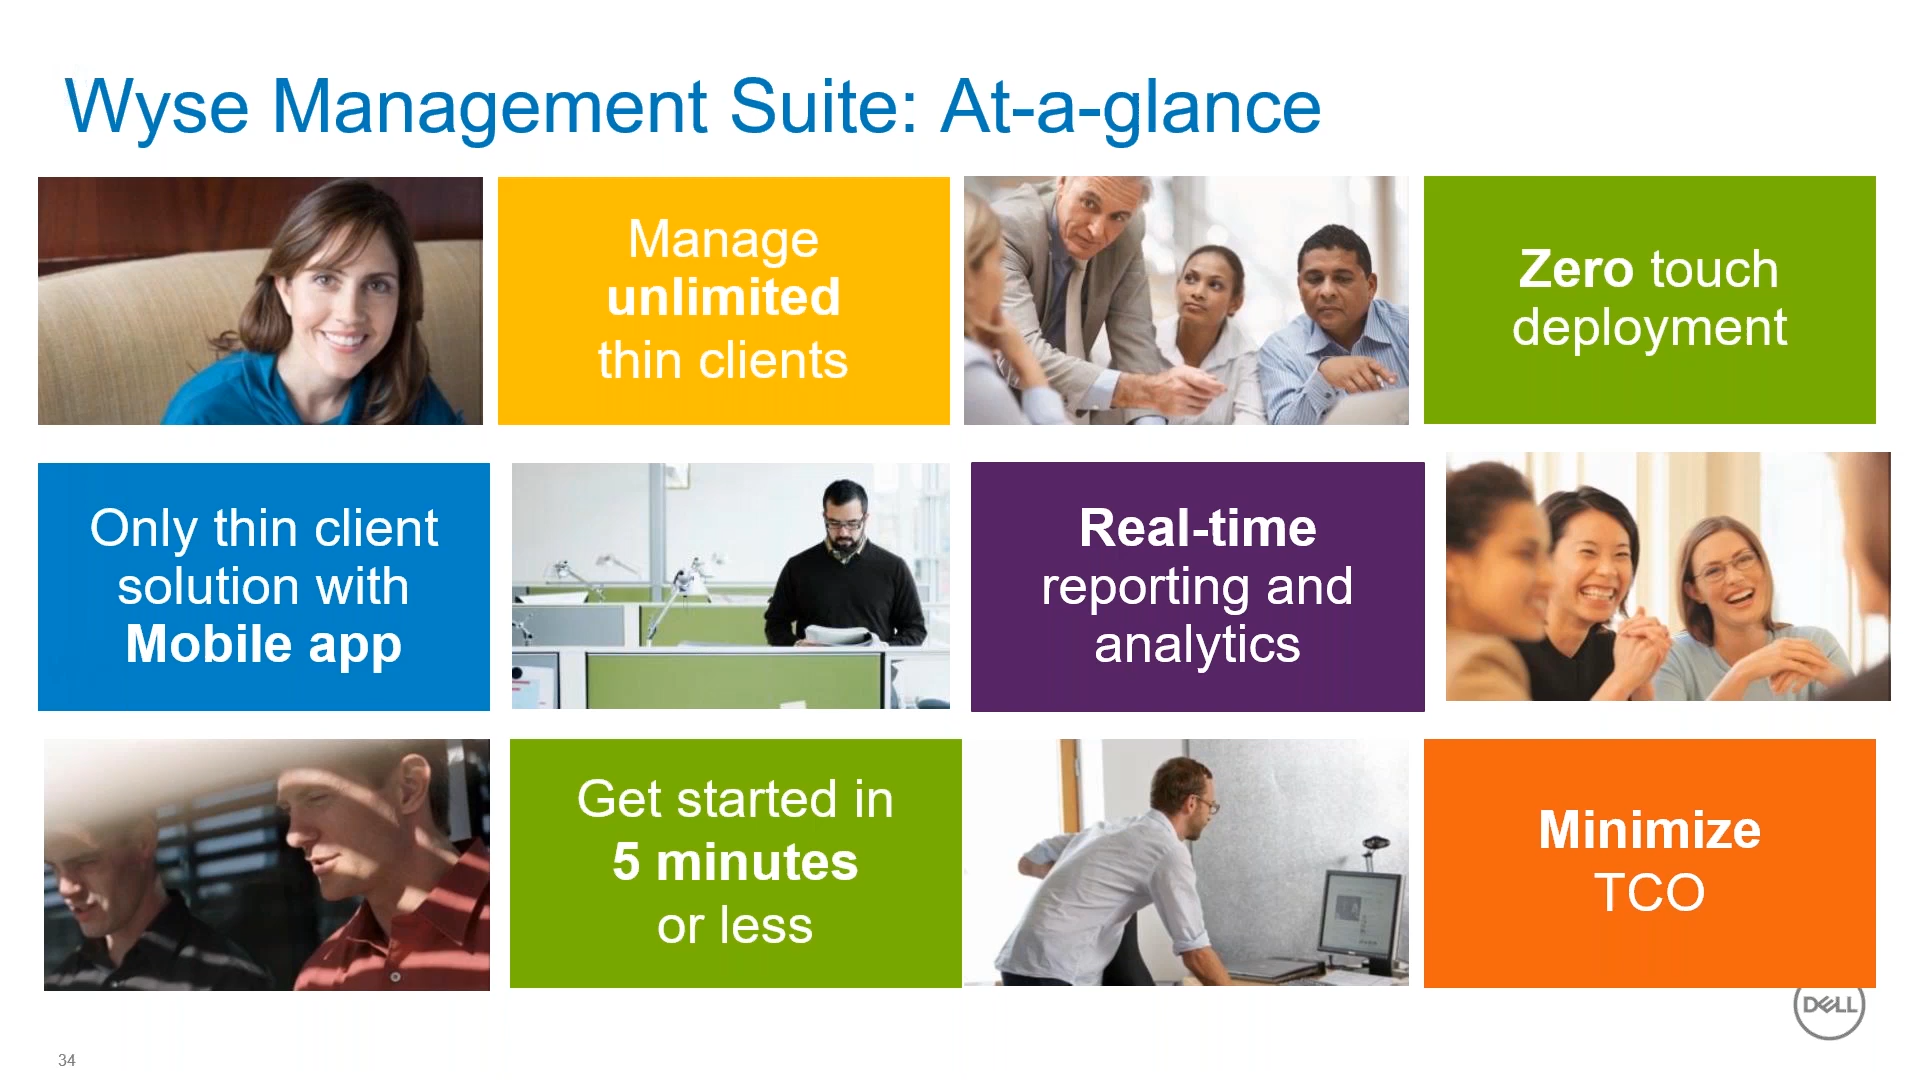 Wyse Management Suite: At-a-glance
Manage
unlimited
thin clients
Zero touch
deployment
Only thin client
solution with
Mobile app
Real-time
reporting and
analytics
Get started in
5 minutes
or less
Minimize
TCO
DELL
34